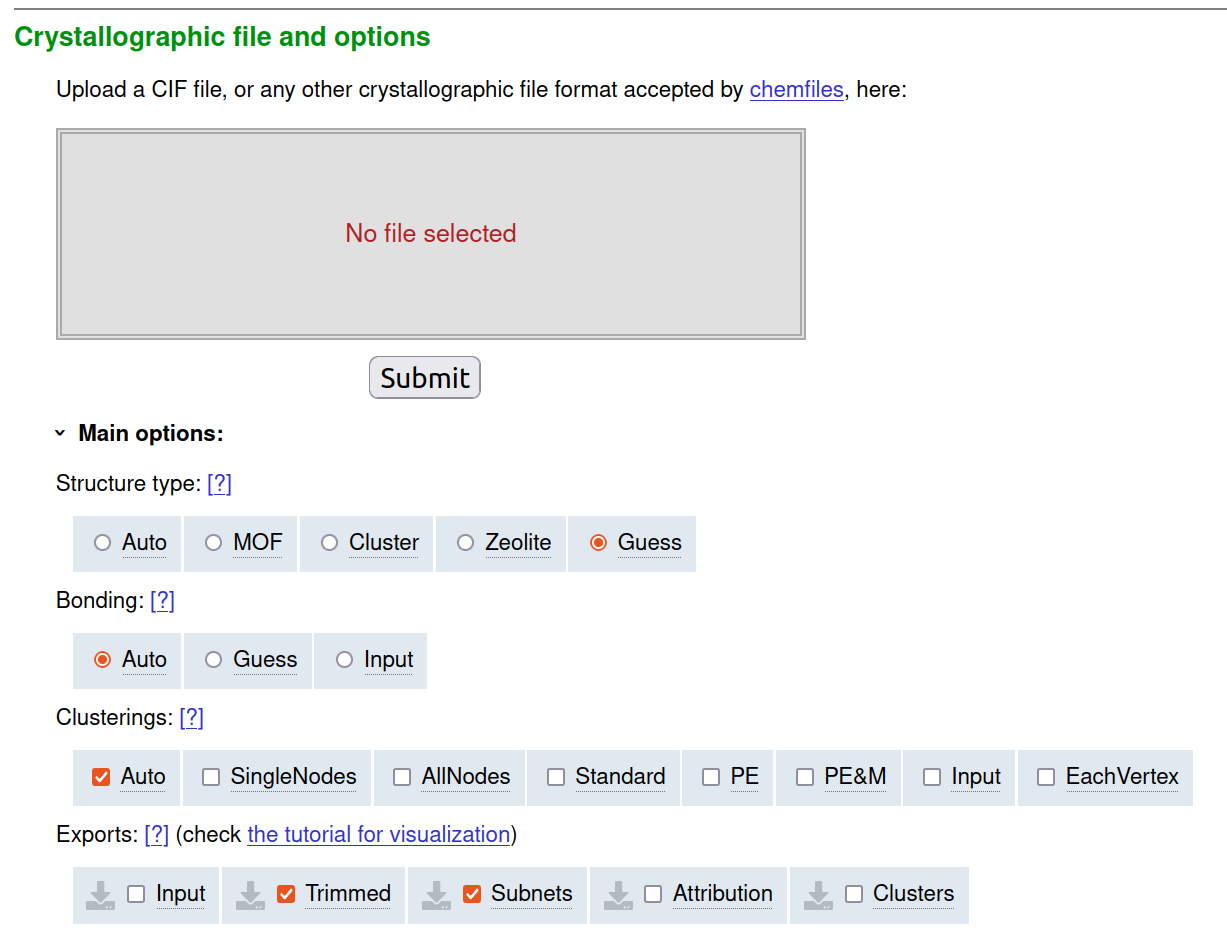 Crystallographic file and options
Upload a CIF file, or any other crystallographic file format accepted by chemfiles, here:
No file selected
Submit
Main options:
Structure type: [?]
Auto MOF Cluster Zeolite Guess
Bonding: [?]
Auto Guess Input
Clusterings: [?]
Auto SingleNodes AllNodes Standard PE PE&M Input EachVertex
Exports: [?] (check the tutorial for visualization)
Input Trimmed Subnets Attribution Clusters